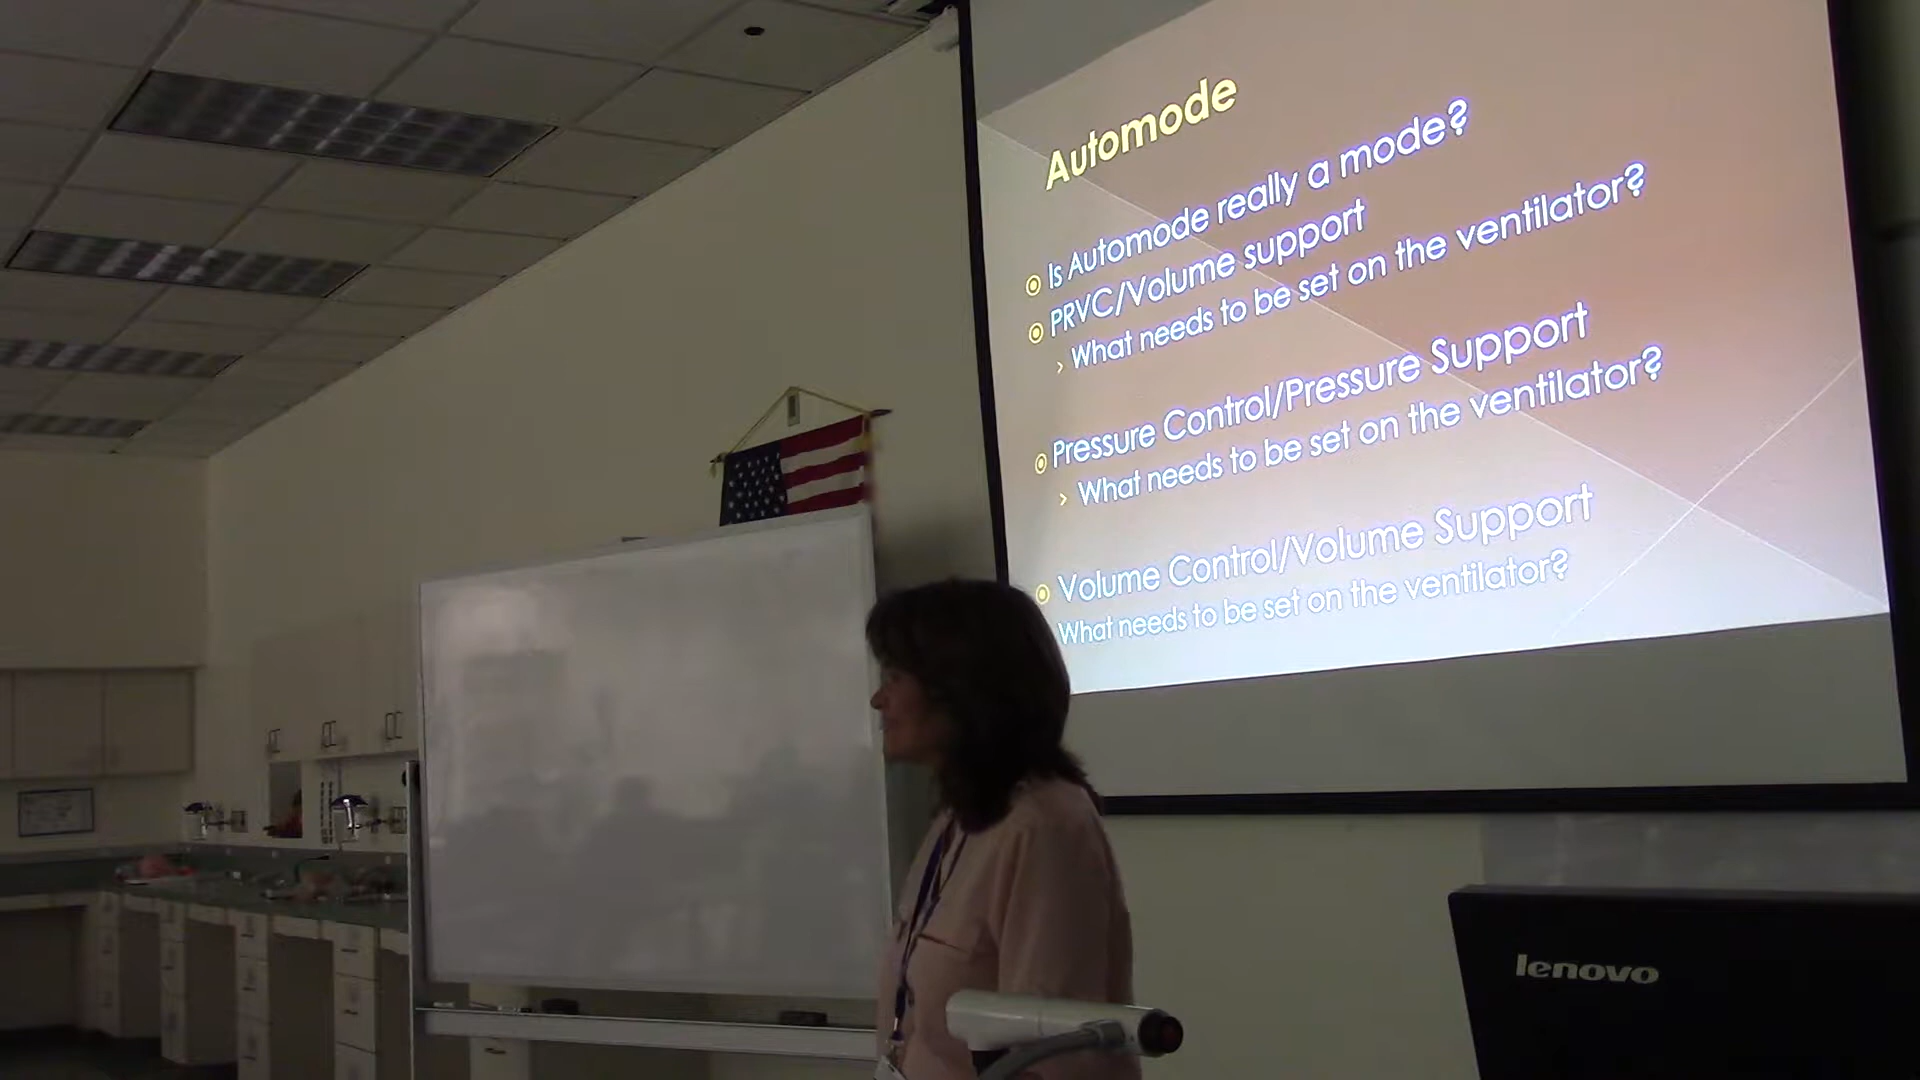 Automode
Is Automode really a mode?
PRVC/Volume support
What needs to be set on the ventilator?
Pressure Control/Pressure Support
What needs to be set on the ventilator?
Volume Control/Volume Support
What needs to be set on the ventilator?
lenovo